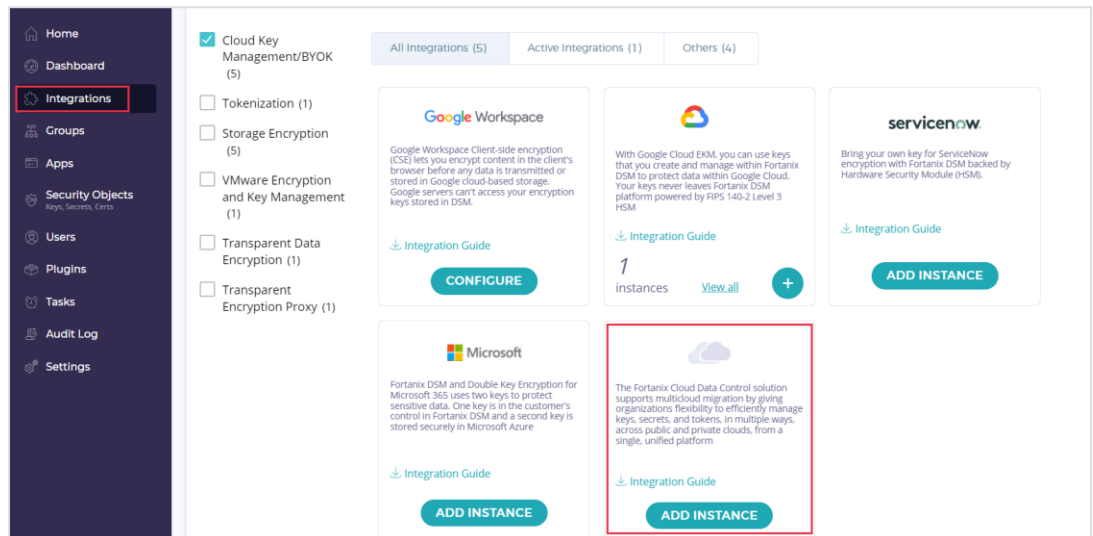 Home
Dashboard
Integrations
Groups
Apps
Security Objects
Keys, Secrets, Certs
Users
Plugins
Tasks
Audit Log
Settings
Cloud Key
Management/BYOK
(5)
Tokenization (1)
Storage Encryption
(5)
VMware Encryption
and Key Management
(1)
Transparent Data
Encryption (1)
Transparent
Encryption Proxy (1)
All Integrations (5)
Active Integrations (1)
Others (4)
Google Workspace
Google Workspace Client-side encryption
(CSE) lets you encrypt content in the client's
browser before any data is transmitted or
stored in Google cloud-based storage.
Google servers can't access your encryption
keys stored in DSM.
Integration Guide
CONFIGURE
With Google Cloud EKM, you can use keys
that you create and manage within Fortanix
DSM to protect data within Google Cloud.
Your keys never leaves Fortanix DSM
platform powered by FIPS 140-2 Level 3
HSM
Integration Guide
1
instances
View all
+
servicenow.
Bring your own key for ServiceNow
encryption with Fortanix DSM backed by
Hardware Security Module (HSM).
Integration Guide
ADD INSTANCE
Microsoft
Fortanix DSM and Double Key Encryption for
Microsoft 365 uses two keys to protect
sensitive data. One key is in the customer's
control in Fortanix DSM and a second key is
stored securely in Microsoft Azure
Integration Guide
ADD INSTANCE
The Fortanix Cloud Data Control solution
supports multicloud migration by giving
organizations flexibility to efficiently manage
keys, secrets, and tokens, in multiple ways,
across public and private clouds, from a
single, unified platform
Integration Guide
ADD INSTANCE